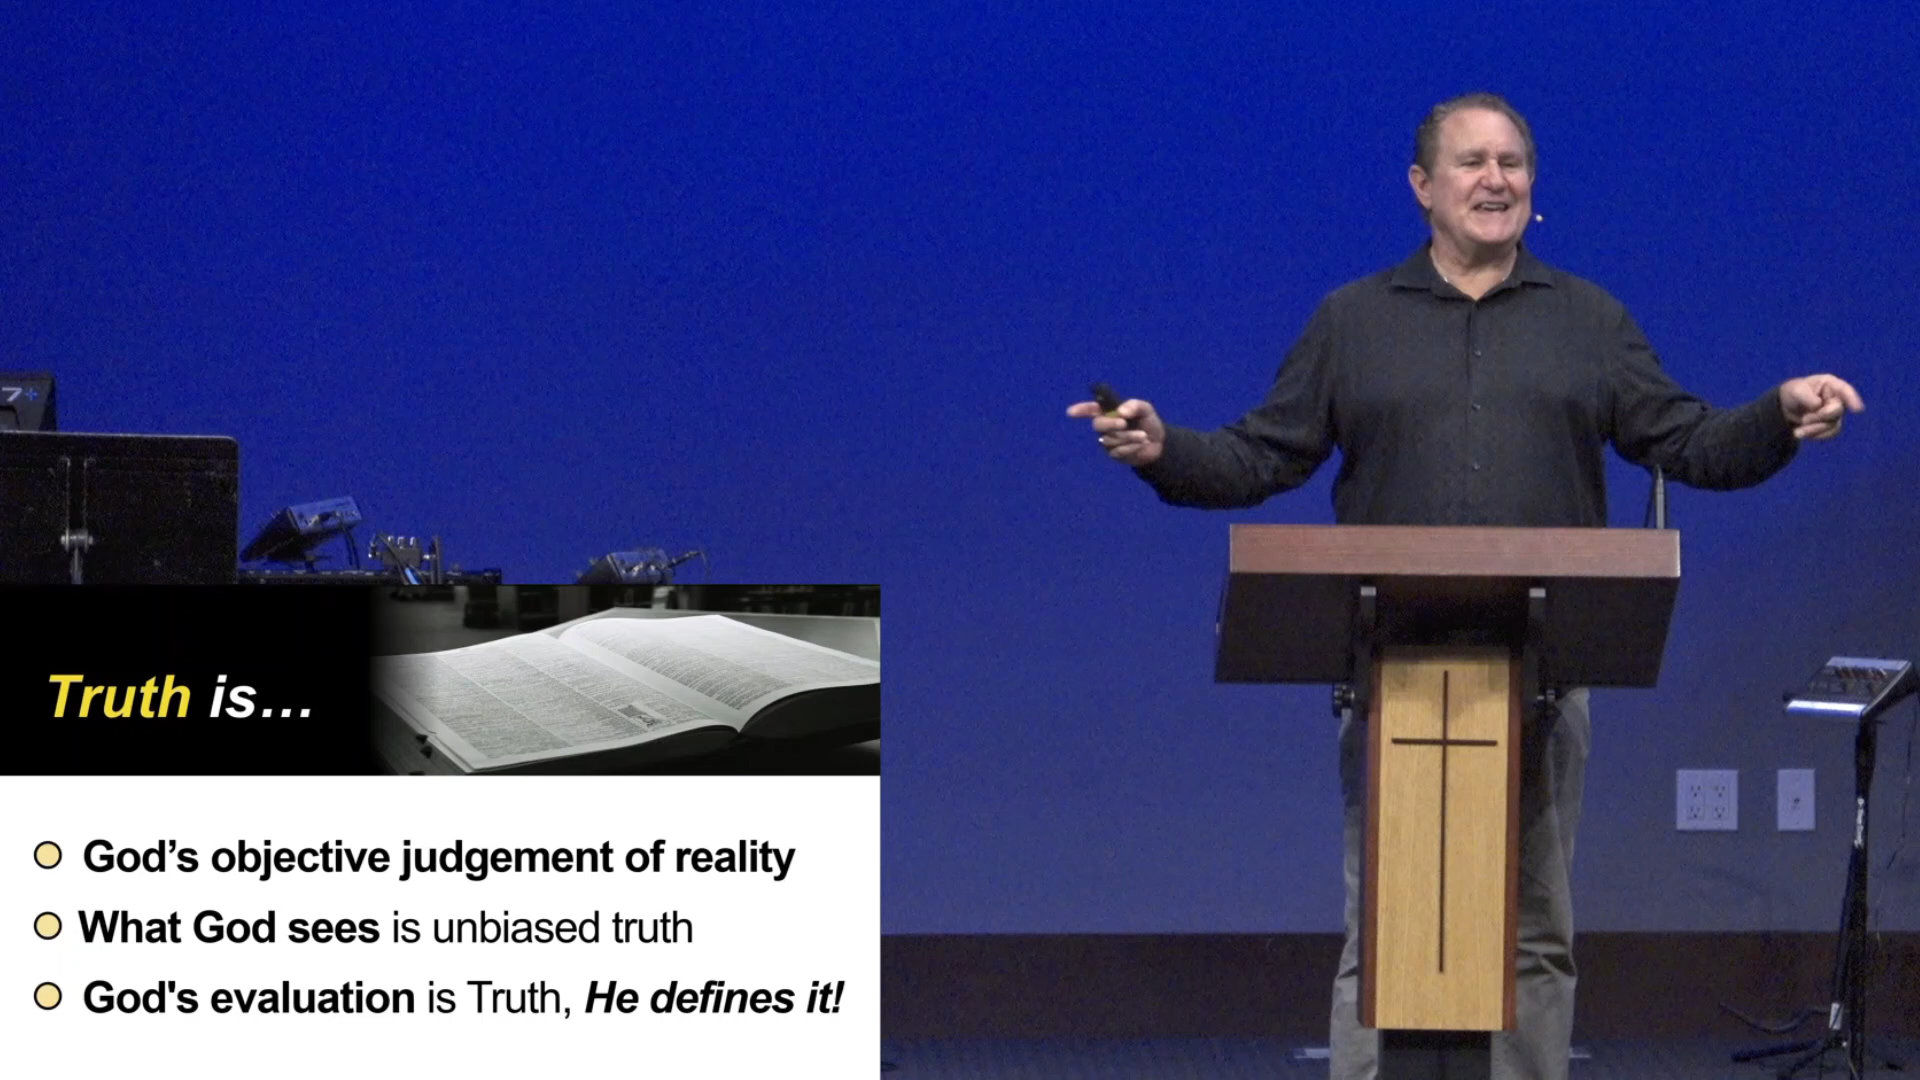 7+
Truth is…
God’s objective judgement of reality
What God sees is unbiased truth
God's evaluation is Truth, He defines it!